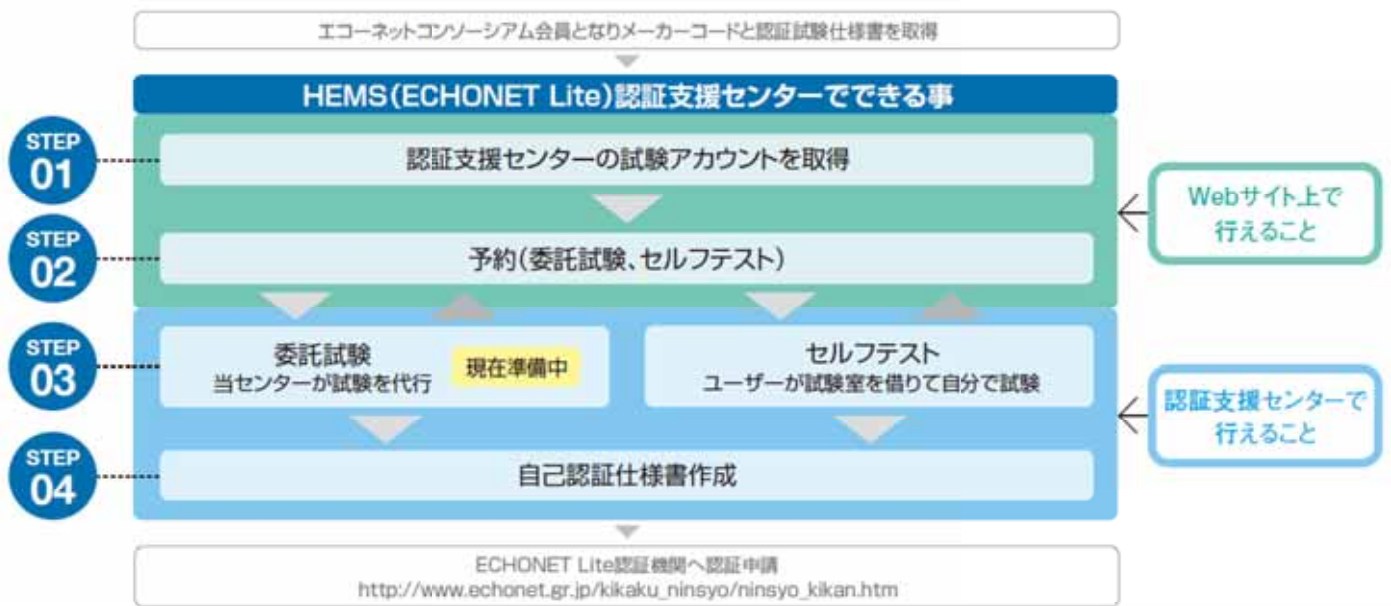 エコーネットコンソーシアム会員となりメーカーコードと認証試験仕様書を取得
HEMS(ECHONET Lite)認証支援センターでできる事
STEP
01
認証支援センターの試験アカウントを取得
Webサイト上で
行えること
STEP
02
予約(委託試験、セルフテスト)
STEP
03
委託試験
当センターが試験を代行
現在準備中
セルフテスト
ユーザーが試験室を借りて自分で試験
認証支援センターで
行えること
STEP
04
自己認証仕様書作成
ECHONET Lite認証機関へ認証申請
http://www.echonet.gr.jp/kikaku_ninsyo/ninsyo_kikan.htm